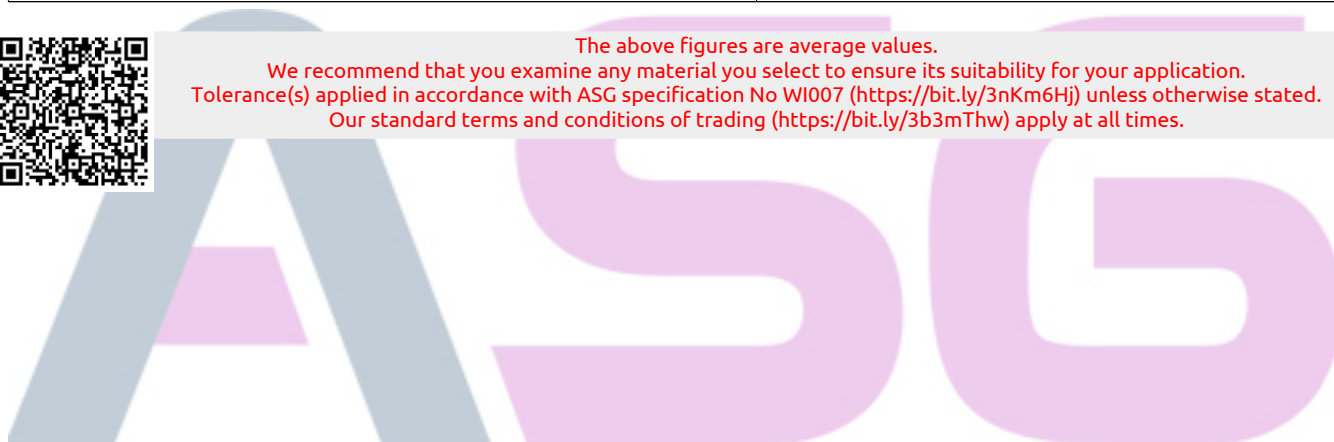 The above figures are average values.
We recommend that you examine any material you select to ensure its suitability for your application.
Tolerance(s) applied in accordance with ASG specification No WI007 (https://bit.ly/3nKm6Hj) unless otherwise stated.
Our standard terms and conditions of trading (https://bit.ly/3b3mThw) apply at all times.
ASG